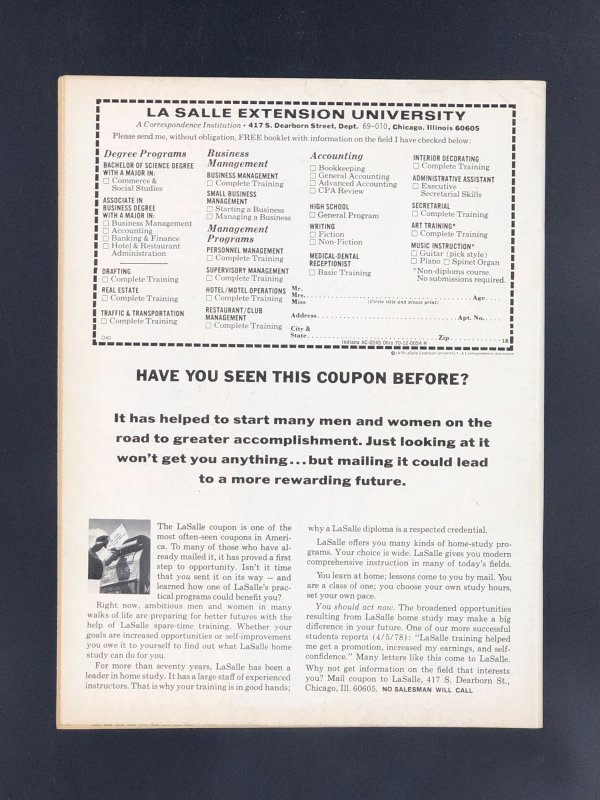 LA SALLE EXTENSION UNIVERSITY
A Correspondence Institution • 417 S. Dearborn Street, Dept. 69-010, Chicago, Illinois 60605
Please send me, without obligation, FREE booklet with information on the field I have checked below:
Degree Programs
BACHELOR OF SCIENCE DEGREE
WITH A MAJOR IN:
☐ Commerce &
Social Studies
ASSOCIATE IN
BUSINESS DEGREE
WITH A MAJOR IN:
☐ Business Management
☐ Accounting
☐ Banking & Finance
☐ Hotel & Restaurant
Administration
DRAFTING
☐ Complete Training
REAL ESTATE
☐ Complete Training
TRAFFIC & TRANSPORTATION
☐ Complete Training
Business
Management
BUSINESS MANAGEMENT
☐ Complete Training
SMALL BUSINESS
MANAGEMENT
☐ Starting a Business
☐ Managing a Business
Management
Programs
PERSONNEL MANAGEMENT
☐ Complete Training
SUPERVISORY MANAGEMENT
☐ Complete Training
HOTEL/MOTEL OPERATIONS
☐ Complete Training
RESTAURANT/CLUB
MANAGEMENT
☐ Complete Training
Accounting
☐ Bookkeeping
☐ General Accounting
☐ Advanced Accounting
☐ CPA Review
HIGH SCHOOL
☐ General Program
WRITING
☐ Fiction
☐ Non-Fiction
MEDICAL-DENTAL
RECEPTIONIST
☐ Basic Training
INTERIOR DECORATING
☐ Complete Training
ADMINISTRATIVE ASSISTANT
☐ Executive
Secretarial Skills
SECRETARIAL
☐ Complete Training
ART TRAINING*
☐ Complete Training
MUSIC INSTRUCTION*
☐ Guitar (pick style)
☐ Piano ☐ Spinet Organ
*Non-diploma course.
No submissions required.
Mr.
Mrs. Age
Miss (Circle title and please print)
Address Apt. No.
City &
State Zip 18
Indiana AC-0245 Ohio 70-12-0054 H
HAVE YOU SEEN THIS COUPON BEFORE?
It has helped to start many men and women on the
road to greater accomplishment. Just looking at it
won't get you anything...but mailing it could lead
to a more rewarding future.
The LaSalle coupon is one of the
most often-seen coupons in Ameri-
ca. To many of those who have al-
ready mailed it, it has proved a first
step to opportunity. Isn't it time
that you sent it on its way — and
learned how one of LaSalle's prac-
tical programs could benefit you?
Right now, ambitious men and women in many
walks of life are preparing for better futures with the
help of LaSalle spare-time training. Whether your
goals are increased opportunities or self-improvement
you owe it to yourself to find out what LaSalle home
study can do for you.
For more than seventy years, LaSalle has been a
leader in home study. It has a large staff of experienced
instructors. That is why your training is in good hands;
why a LaSalle diploma is a respected credential.
LaSalle offers you many kinds of home-study pro-
grams. Your choice is wide. LaSalle gives you modern
comprehensive instruction in many of today's fields.
You learn at home; lessons come to you by mail. You
are a class of one; you choose your own study hours,
set your own pace.
You should act now. The broadened opportunities
resulting from LaSalle home study may make a big
difference in your future. One of our more successful
students reports (4/5/78): "LaSalle training helped
me get a promotion, increased my earnings, and self-
confidence." Many letters like this come to LaSalle.
Why not get information on the field that interests
you? Mail coupon to LaSalle, 417 S. Dearborn St.,
Chicago, Ill. 60605. NO SALESMAN WILL CALL